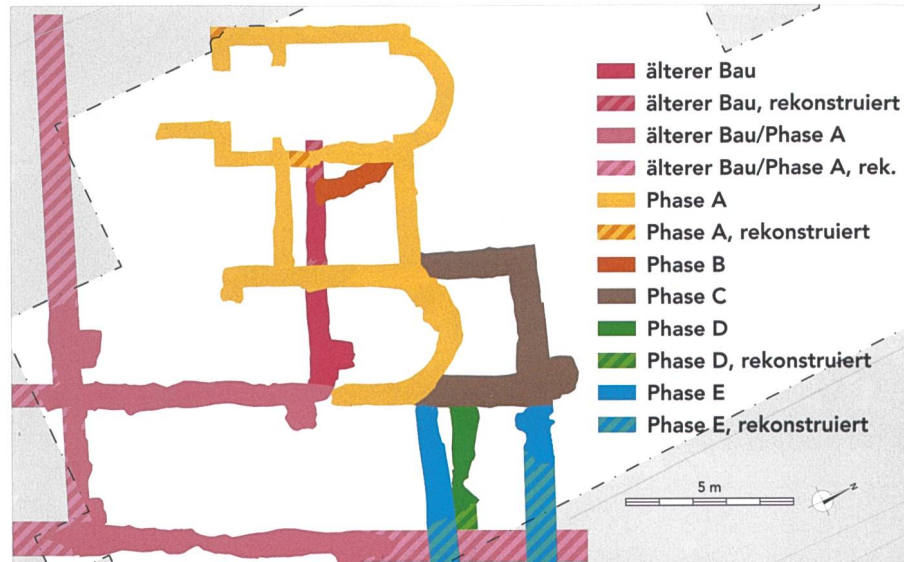 älterer Bau
älterer Bau, rekonstruiert
älterer Bau/Phase A
älterer Bau/Phase A, rek.
Phase A
Phase A, rekonstruiert
Phase B
Phase C
Phase D
Phase D, rekonstruiert
Phase E
Phase E, rekonstruiert
5 m
N